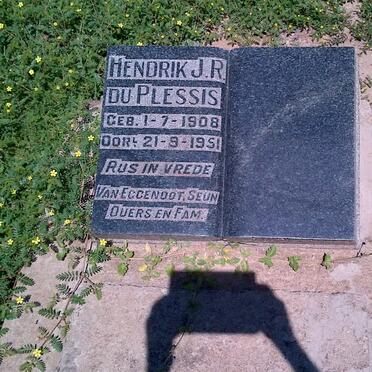 HENDRIK J.R.
DU PLESSIS
GEB. 1-7-1908
OORL. 21-9-1951
RUS IN VREDE
VAN EGGENOOT, SEUN
OUERS EN FAM.